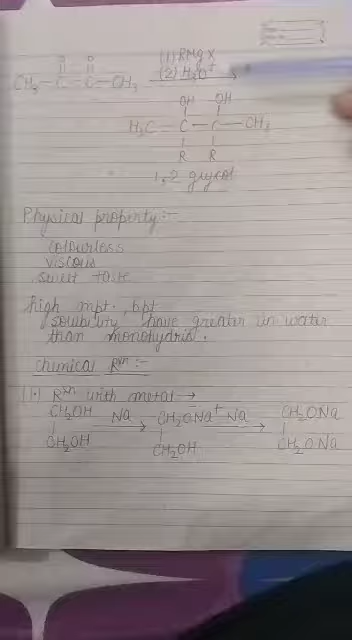 O O
|| ||
CH3 – C – C – CH3
(1) RMgX
(2) H3O+
OH OH
H3C – C – C – CH3
R R
1,2 glycol
Physical property:-
colourless
viscous
sweet taste
high mpt. , bpt
solubility have greater in water
than monohydric.
chemical Rxn :-
(1.) Rxn with metal →
CH2OH Na CH2ONa+ Na CH2ONa
| → | → |
CH2OH CH2OH CH2ONa